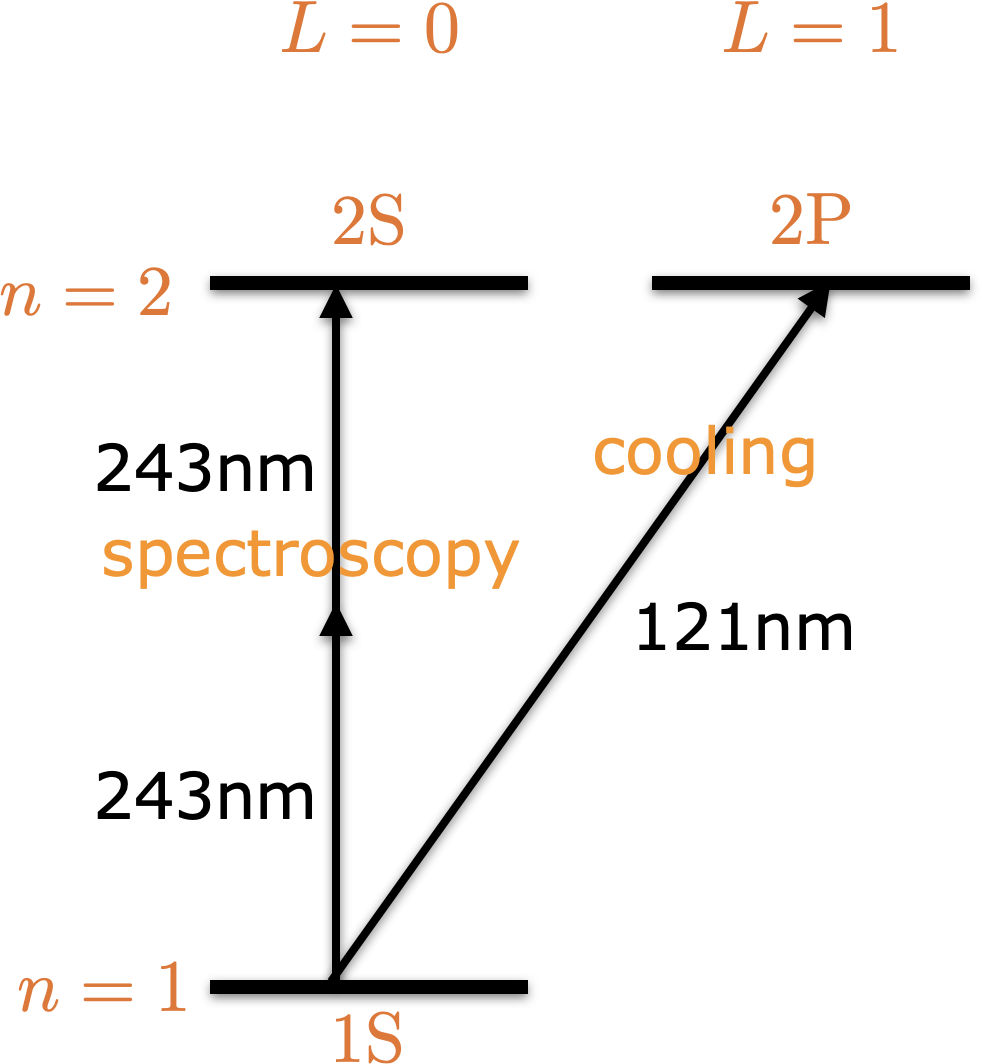 L = 0
L = 1
2S
2P
n = 2
243nm
cooling
spectroscopy
121nm
243nm
n = 1
1S